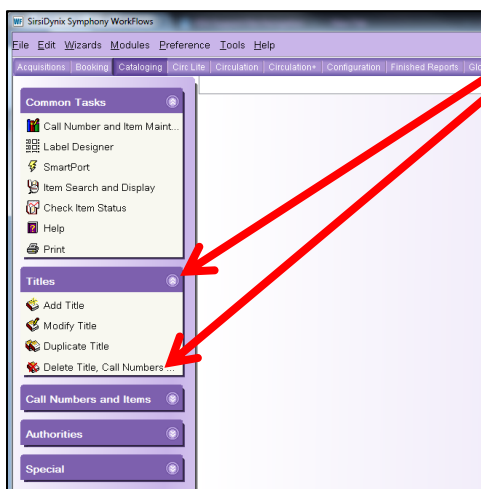 SirsiDynix Symphony WorkFlows
File Edit Wizards Modules Preference Tools Help
Acquisitions Booking Cataloging Circ Lite Circulation Circulation+ Configuration Finished Reports
Common Tasks
Call Number and Item Maint...
Label Designer
SmartPort
Item Search and Display
Check Item Status
Help
Print
Titles
Add Title
Modify Title
Duplicate Title
Delete Title, Call Numbers ...
Call Numbers and Items
Authorities
Special